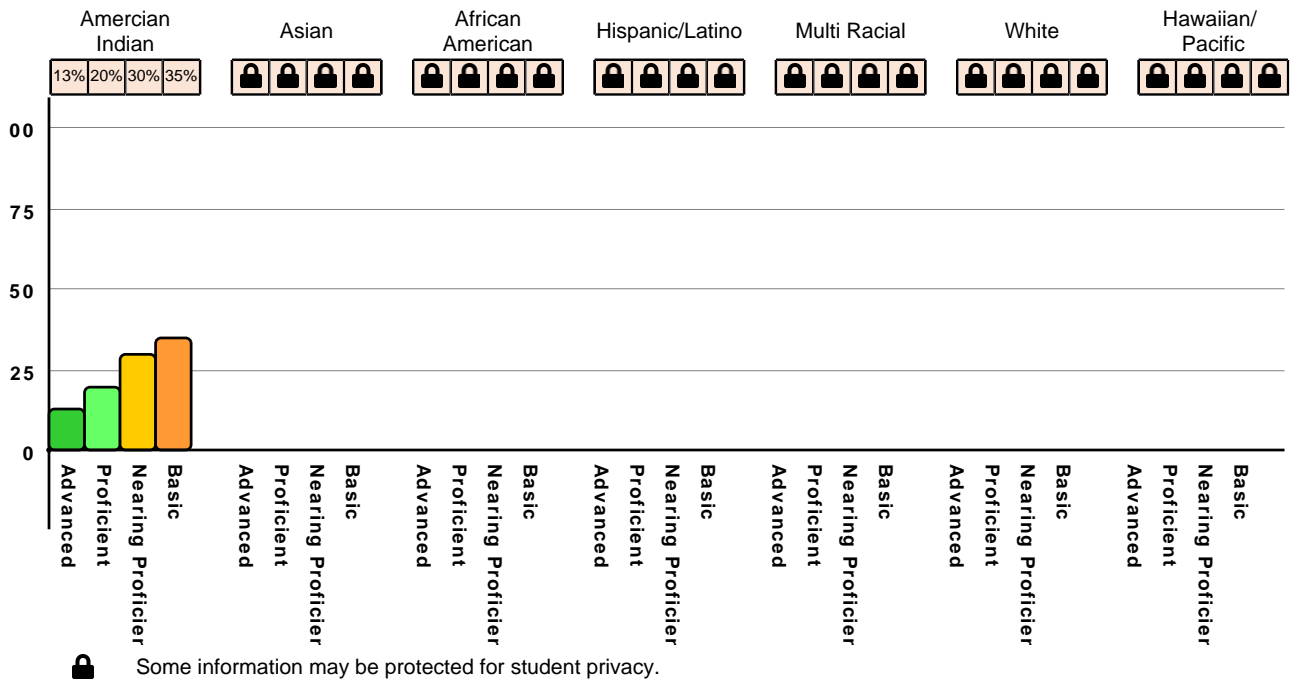 Amercian
Indian
Asian
African
American
Hispanic/Latino
Multi Racial
White
Hawaiian/
Pacific
13% 20% 30% 35%
00
75
50
25
0
Advanced
Proficient
Nearing Proficier
Basic
Advanced
Proficient
Nearing Proficier
Basic
Advanced
Proficient
Nearing Proficier
Basic
Advanced
Proficient
Nearing Proficier
Basic
Advanced
Proficient
Nearing Proficier
Basic
Advanced
Proficient
Nearing Proficier
Basic
Advanced
Proficient
Nearing Proficier
Basic
Some information may be protected for student privacy.